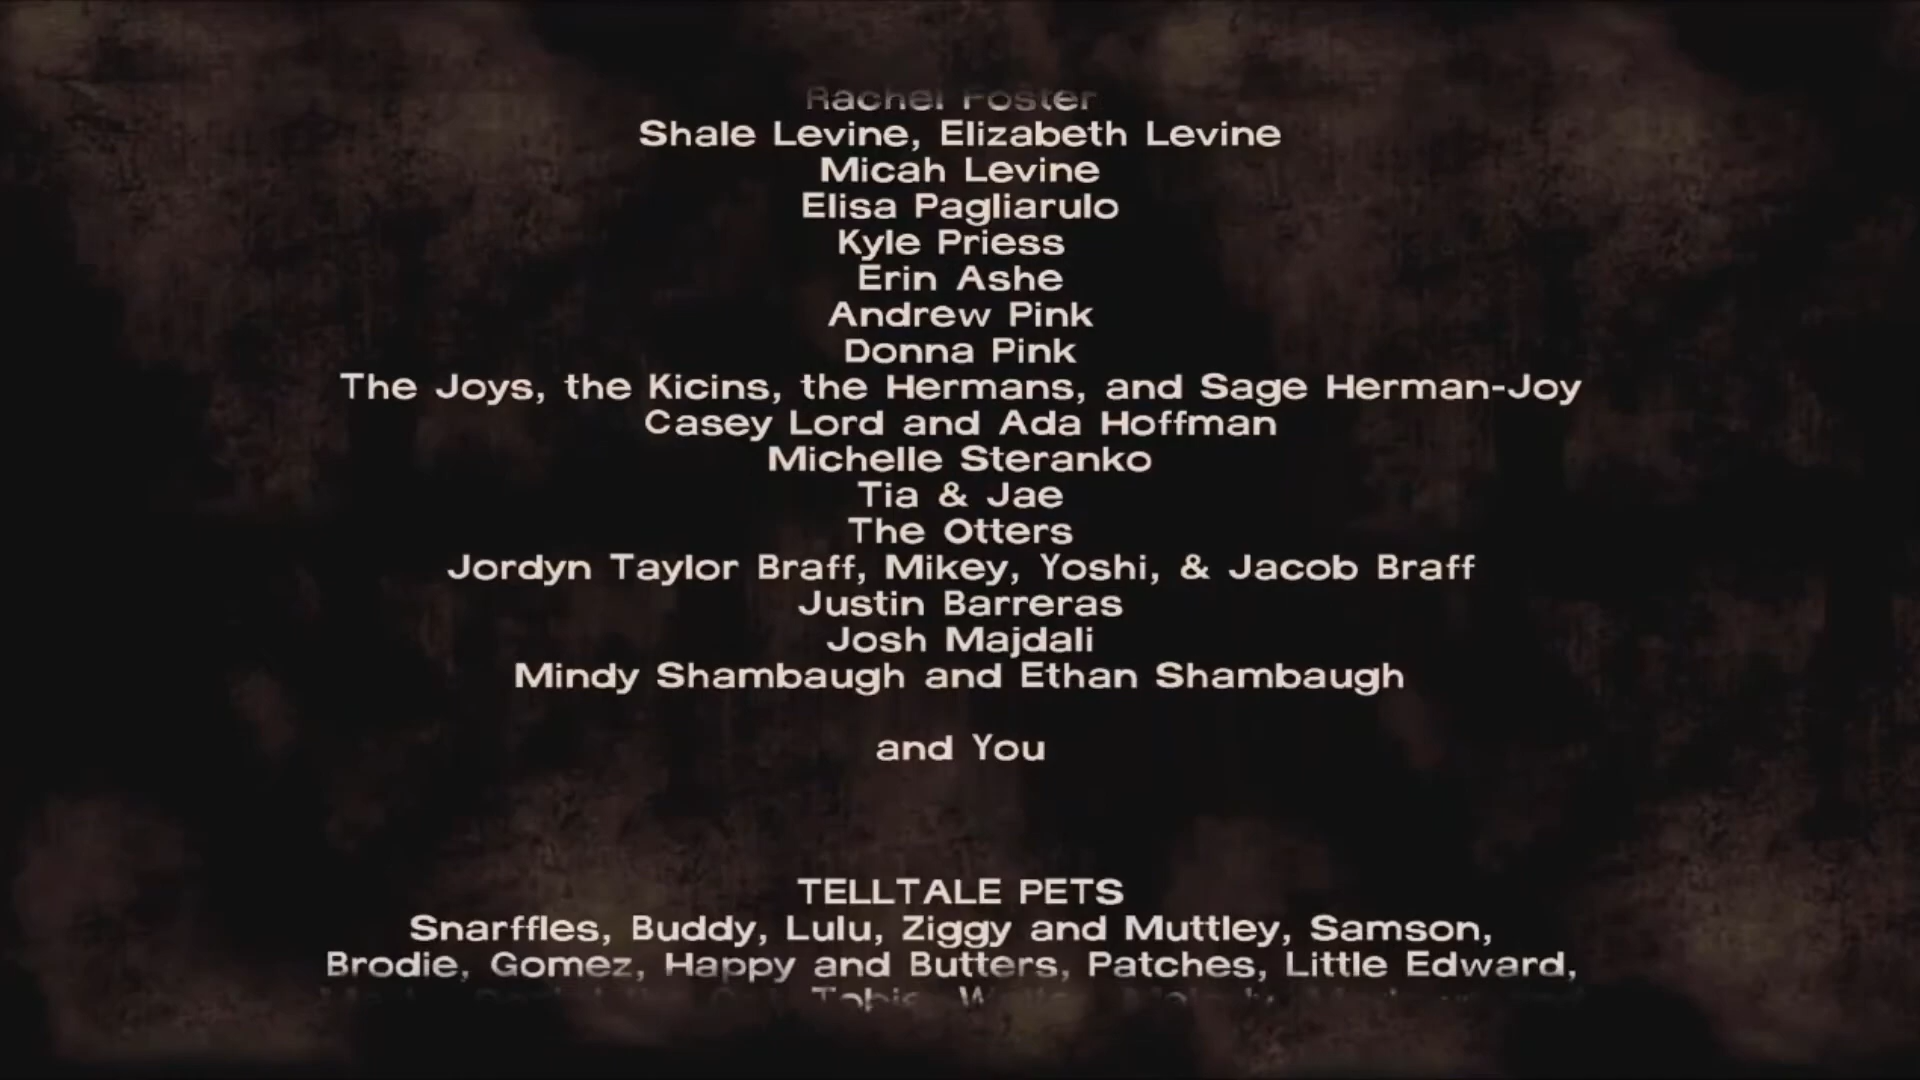 Rachel Foster
Shale Levine, Elizabeth Levine
Micah Levine
Elisa Pagliarulo
Kyle Priess
Erin Ashe
Andrew Pink
Donna Pink
The Joys, the Kicins, the Hermans, and Sage Herman-Joy
Casey Lord and Ada Hoffman
Michelle Steranko
Tia & Jae
The Otters
Jordyn Taylor Braff, Mikey, Yoshi, & Jacob Braff
Justin Barreras
Josh Majdali
Mindy Shambaugh and Ethan Shambaugh
and You
TELLTALE PETS
Snarffles, Buddy, Lulu, Ziggy and Muttley, Samson,
Brodie, Gomez, Happy and Butters, Patches, Little Edward,